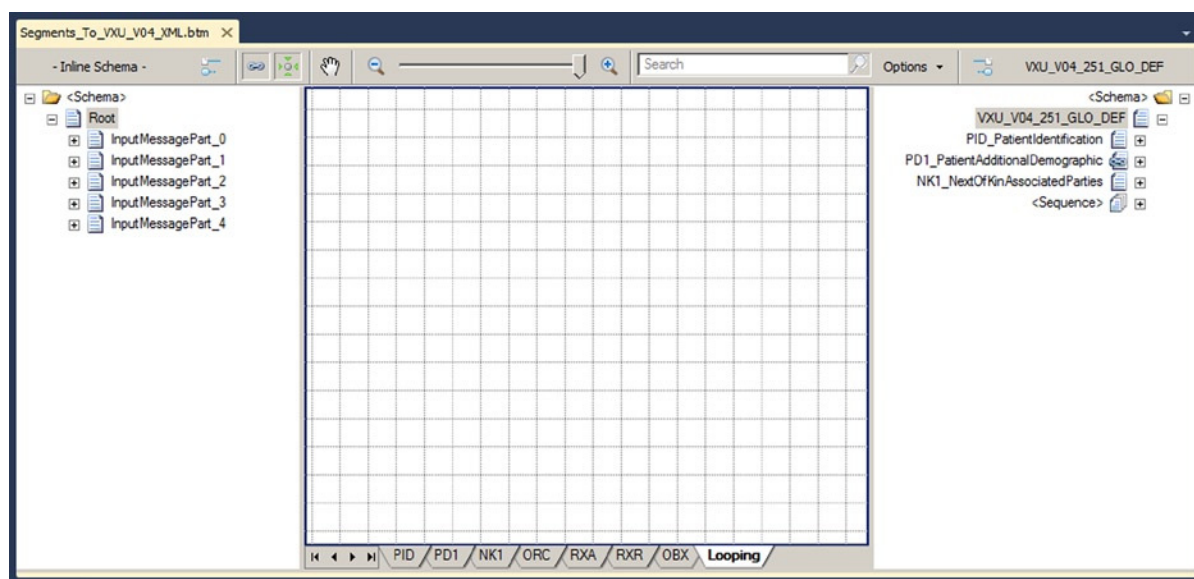 Segments_To_VXU_V04_XML.btm
- Inline Schema -
Search
Options
VXU_V04_251_GLO_DEF
<Schema>
Root
InputMessagePart_0
InputMessagePart_1
InputMessagePart_2
InputMessagePart_3
InputMessagePart_4
<Schema>
VXU_V04_251_GLO_DEF
PID_PatientIdentification
PD1_PatientAdditionalDemographic
NK1_NextOfKinAssociatedParties
<Sequence>
PID PD1 NK1 ORC RXA RXR OBX Looping